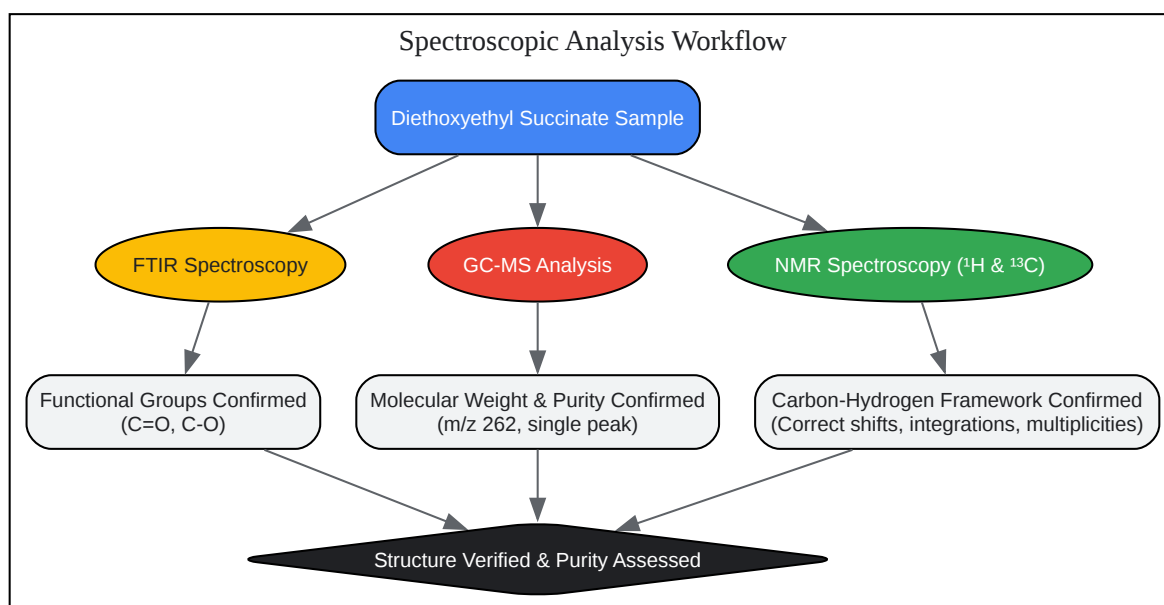 Spectroscopic Analysis Workflow
Diethoxyethyl Succinate Sample
FTIR Spectroscopy
GC-MS Analysis
NMR Spectroscopy (¹H & ¹³C)
Functional Groups Confirmed
(C=O, C-O)
Molecular Weight & Purity Confirmed
(m/z 262, single peak)
Carbon-Hydrogen Framework Confirmed
(Correct shifts, integrations, multiplicities)
Structure Verified & Purity Assessed